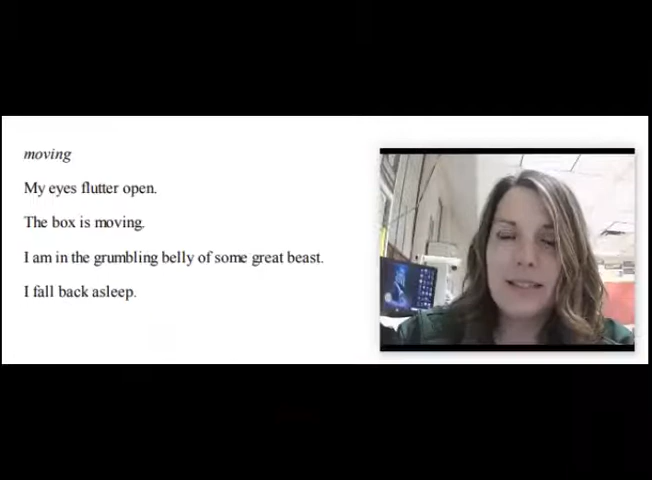 moving
My eyes flutter open.
The box is moving.
I am in the grumbling belly of some great beast.
I fall back asleep.